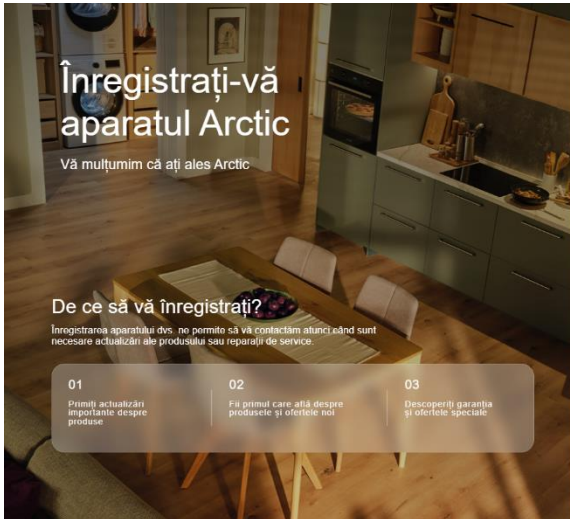 Înregistrați-vă
aparatul Arctic
Vă mulțumim că ați ales Arctic
De ce să vă înregistrați?
Înregistrarea aparatului dvs. ne permite să vă contactăm atunci când sunt
necesare actualizări ale produsului sau reparații de service.
01
Primiți actualizări
importante despre
produse
02
Fii primul care află despre
produsele și ofertele noi
03
Descoperiți garanția
și ofertele speciale